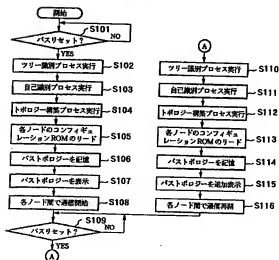 開始
S101
バスリセット？
NO
YES
S102
ツリー識別プロセス実行
S103
自己識別プロセス実行
S104
トポロジー構築プロセス実行
S105
各ノードのコンフィギュ
レーションROMのリード
S106
バストポロジーを記憶
S107
バストポロジーを表示
S108
各ノード間で通信開始
S109
バスリセット？
NO
YES
A
A
S110
ツリー識別プロセス実行
S111
自己識別プロセス実行
S112
トポロジー構築プロセス実行
S113
各ノードのコンフィギュ
レーションROMのリード
S114
バストポロジーを記憶
S115
バストポロジーを追加表示
S116
各ノード間で通信再開